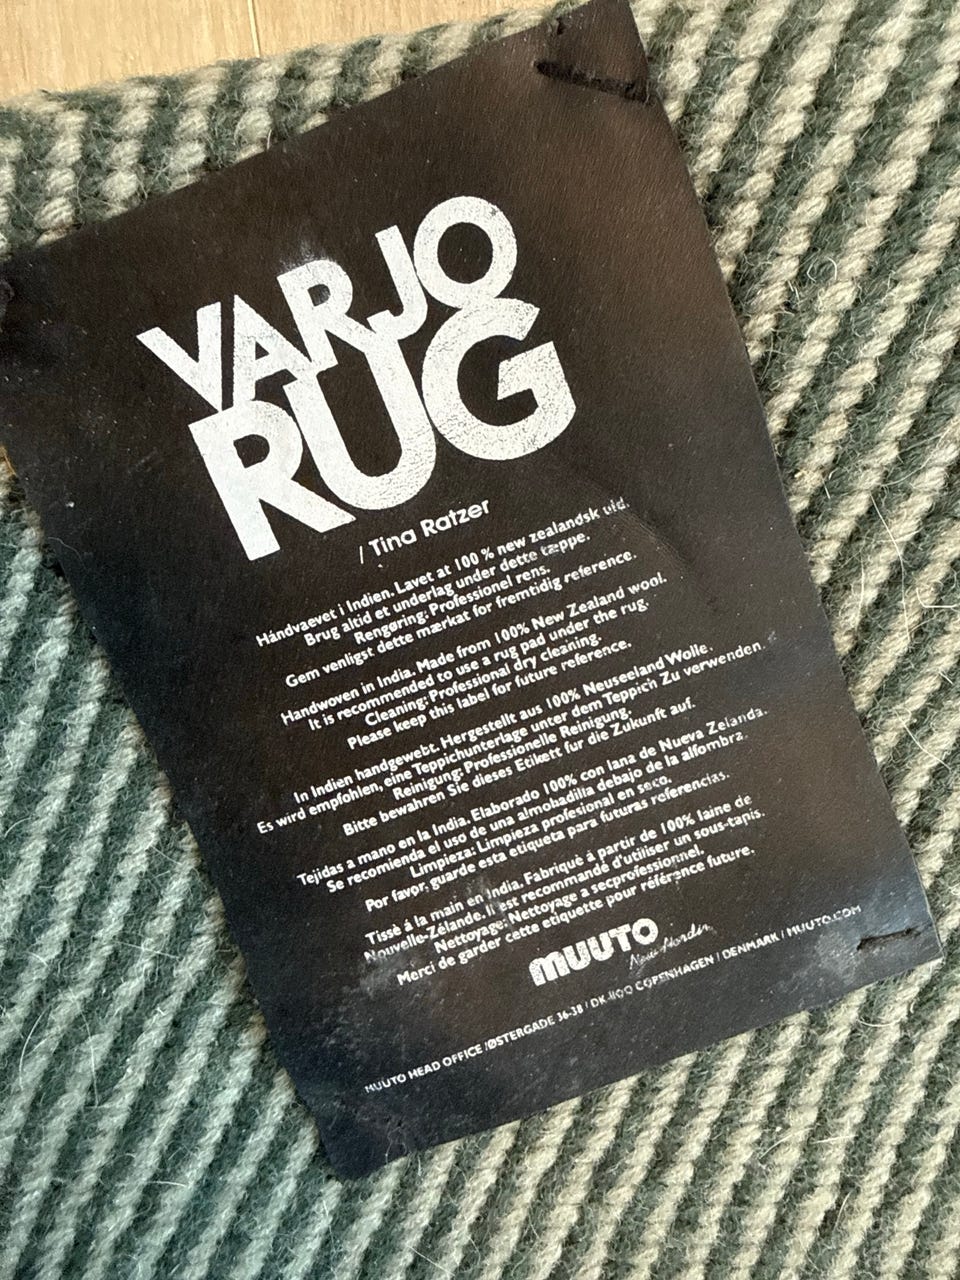 VARJO
RUG
/ Tina Ratzer
Håndvaevet i Indien. Lavet at 100 % new zealandsk uld.
Brug altid et underlag under dette tæppe.
Rengøring: Professionel rens.
Gem venligst dette mærkat for fremtidig reference.
Handwoven in India. Made from 100% New Zealand wool.
It is recommended to use a rug pad under the rug.
Cleaning: Professional dry cleaning.
Please keep this label for future reference.
In Indien handgewebt. Hergestellt aus 100% Neuseeland Wolle.
Es wird empfohlen, eine Teppichunterlage unter dem Teppich Zu verwenden.
Reinigung: Professionelle Reinigung.
Bitte bewahren Sie dieses Etikett für die Zukunft auf.
Tejidas a mano en la India. Elaborado 100% con lana de Nueva Zelanda.
Se recomienda el uso de una almohadilla debajo de la alfombra.
Limpieza: Limpieza profesional en seco.
Por favor, guarde esta etiqueta para futuras referencias.
Tissè á la main en India. Fabriqué à partir de 100% laine de
Nouvelle-Zélande. Il est recommandé d'utiliser un sous-tapis.
Nettoyage: Nettoyage a secprofessionnel.
Merci de garder cette etiquette pour référence future.
MUUTO
New Nordic
MUUTO HEAD OFFICE /ØSTERGADE 36-38 / DK-1100 COPENHAGEN / DENMARK / MUUTO.COM